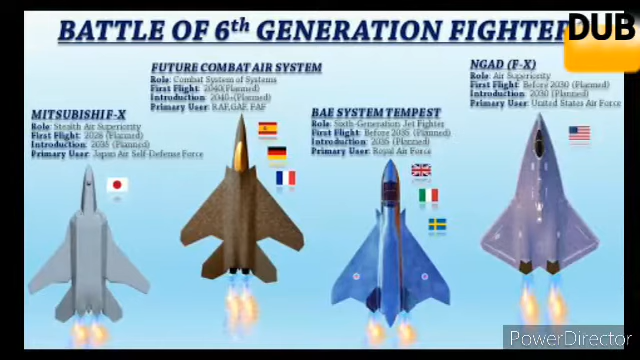 BATTLE OF 6th GENERATION FIGHTER
DUB
FUTURE COMBAT AIR SYSTEM
Role: Combat System of Systems
First Flight: 2040(Planned)
Introduction: 2040+(Planned)
Primary User: RAF,GAF, FAF
NGAD (F-X)
Role: Air Superiority
First Flight: Before 2030 (Planned)
Introduction: 2030 (Planned)
Primary User: United States Air Force
MITSUBISHI F-X
Role: Stealth Air Superiority
First Flight: 2028 (Planned)
Introduction: 2035 (Planned)
Primary User: Japan Air Self-Defense Force
BAE SYSTEM TEMPEST
Role: Sixth-Generation Jet Fighter
First Flight: Before 2035 (Planned)
Introduction: 2035 (Planned)
Primary User: Royal Air Force
PowerDirector